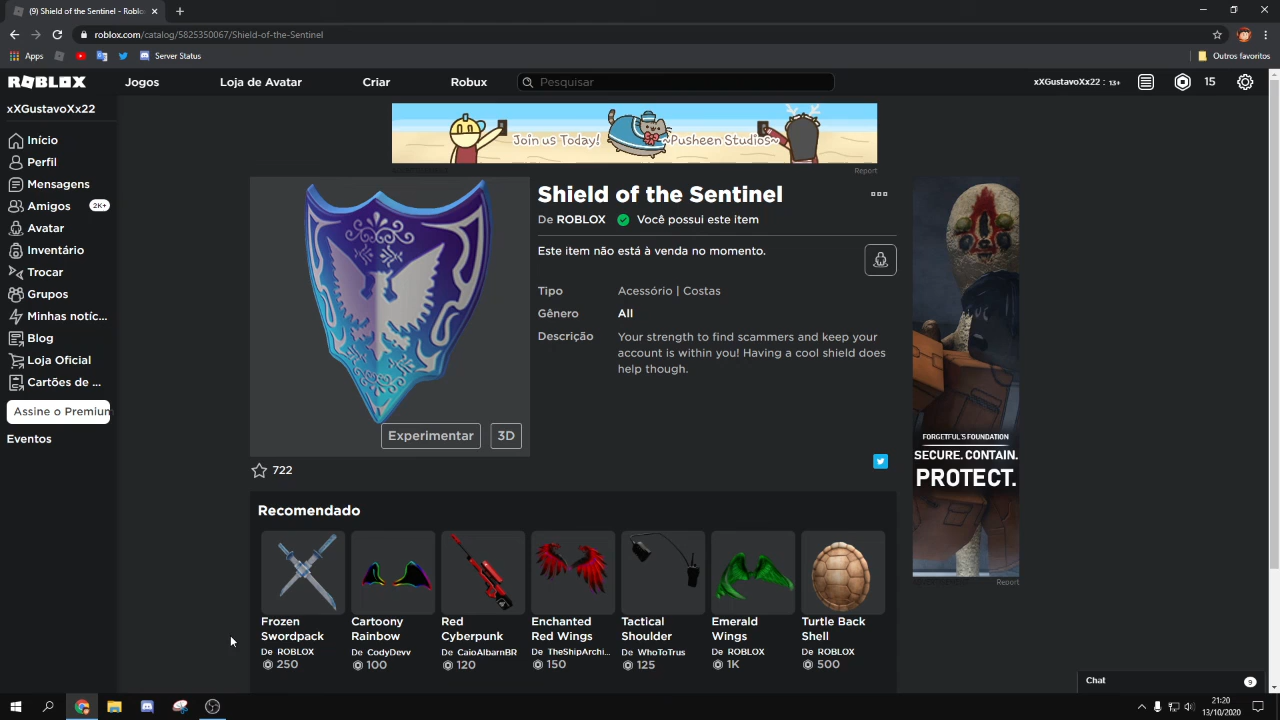 (9) Shield of the Sentinel - Roblo
roblox.com/catalog/5825350067/Shield-of-the-Sentinel
Apps
Server Status
Outros favoritos
ROBLOX
Jogos
Loja de Avatar
Criar
Robux
Pesquisar
xXGustavoXx22 : 13+
15
xXGustavoXx22
Início
Perfil
Mensagens
Amigos
2K+
Avatar
Inventário
Trocar
Grupos
Minhas notíc...
Blog
Loja Oficial
Cartões de ...
Assine o Premium
Eventos
Join us Today!
~Pusheen Studios~
Report
Shield of the Sentinel
De ROBLOX
Você possui este item
Este item não está à venda no momento.
Tipo
Acessório | Costas
Gênero
All
Descrição
Your strength to find scammers and keep your
account is within you! Having a cool shield does
help though.
Experimentar
3D
722
FORGETFUL'S FOUNDATION
SECURE. CONTAIN.
PROTECT.
Report
Recomendado
Frozen
Swordpack
De ROBLOX
250
Cartoony
Rainbow
De CodyDevv
100
Red
Cyberpunk
De CaioAlbarnBR
120
Enchanted
Red Wings
De TheShipArchi...
150
Tactical
Shoulder
De WhoToTrus
125
Emerald
Wings
De ROBLOX
1K
Turtle Back
Shell
De ROBLOX
500
Chat
9
21:20
13/10/2020